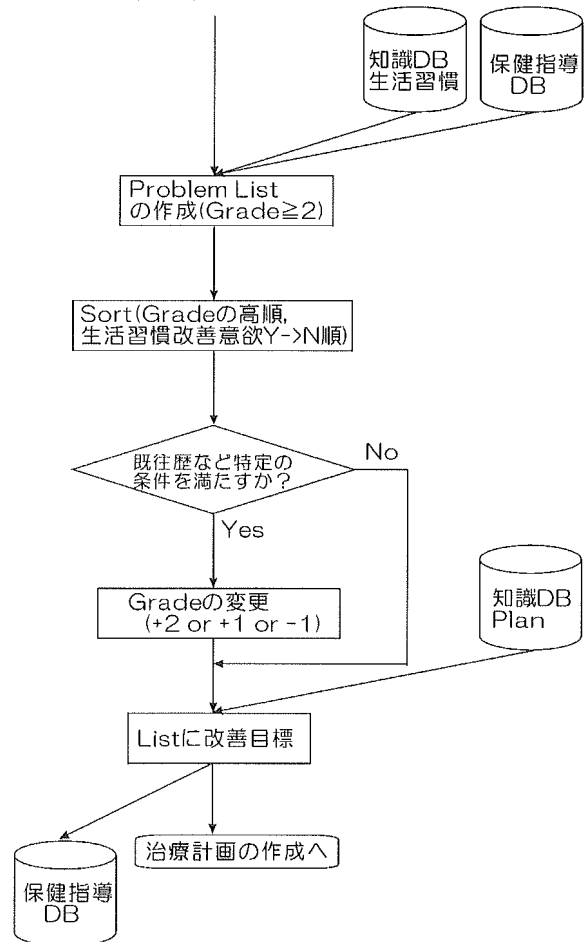 知識DB
生活習慣
保健指導
DB
Problem List
の作成(Grade≧2)
Sort(Gradeの高順,
生活習慣改善意欲Y->N順)
既往歴など特定の
条件を満たすか?
No
Yes
Gradeの変更
(+2 or +1 or -1)
知識DB
Plan
Listに改善目標
治療計画の作成へ
保健指導
DB